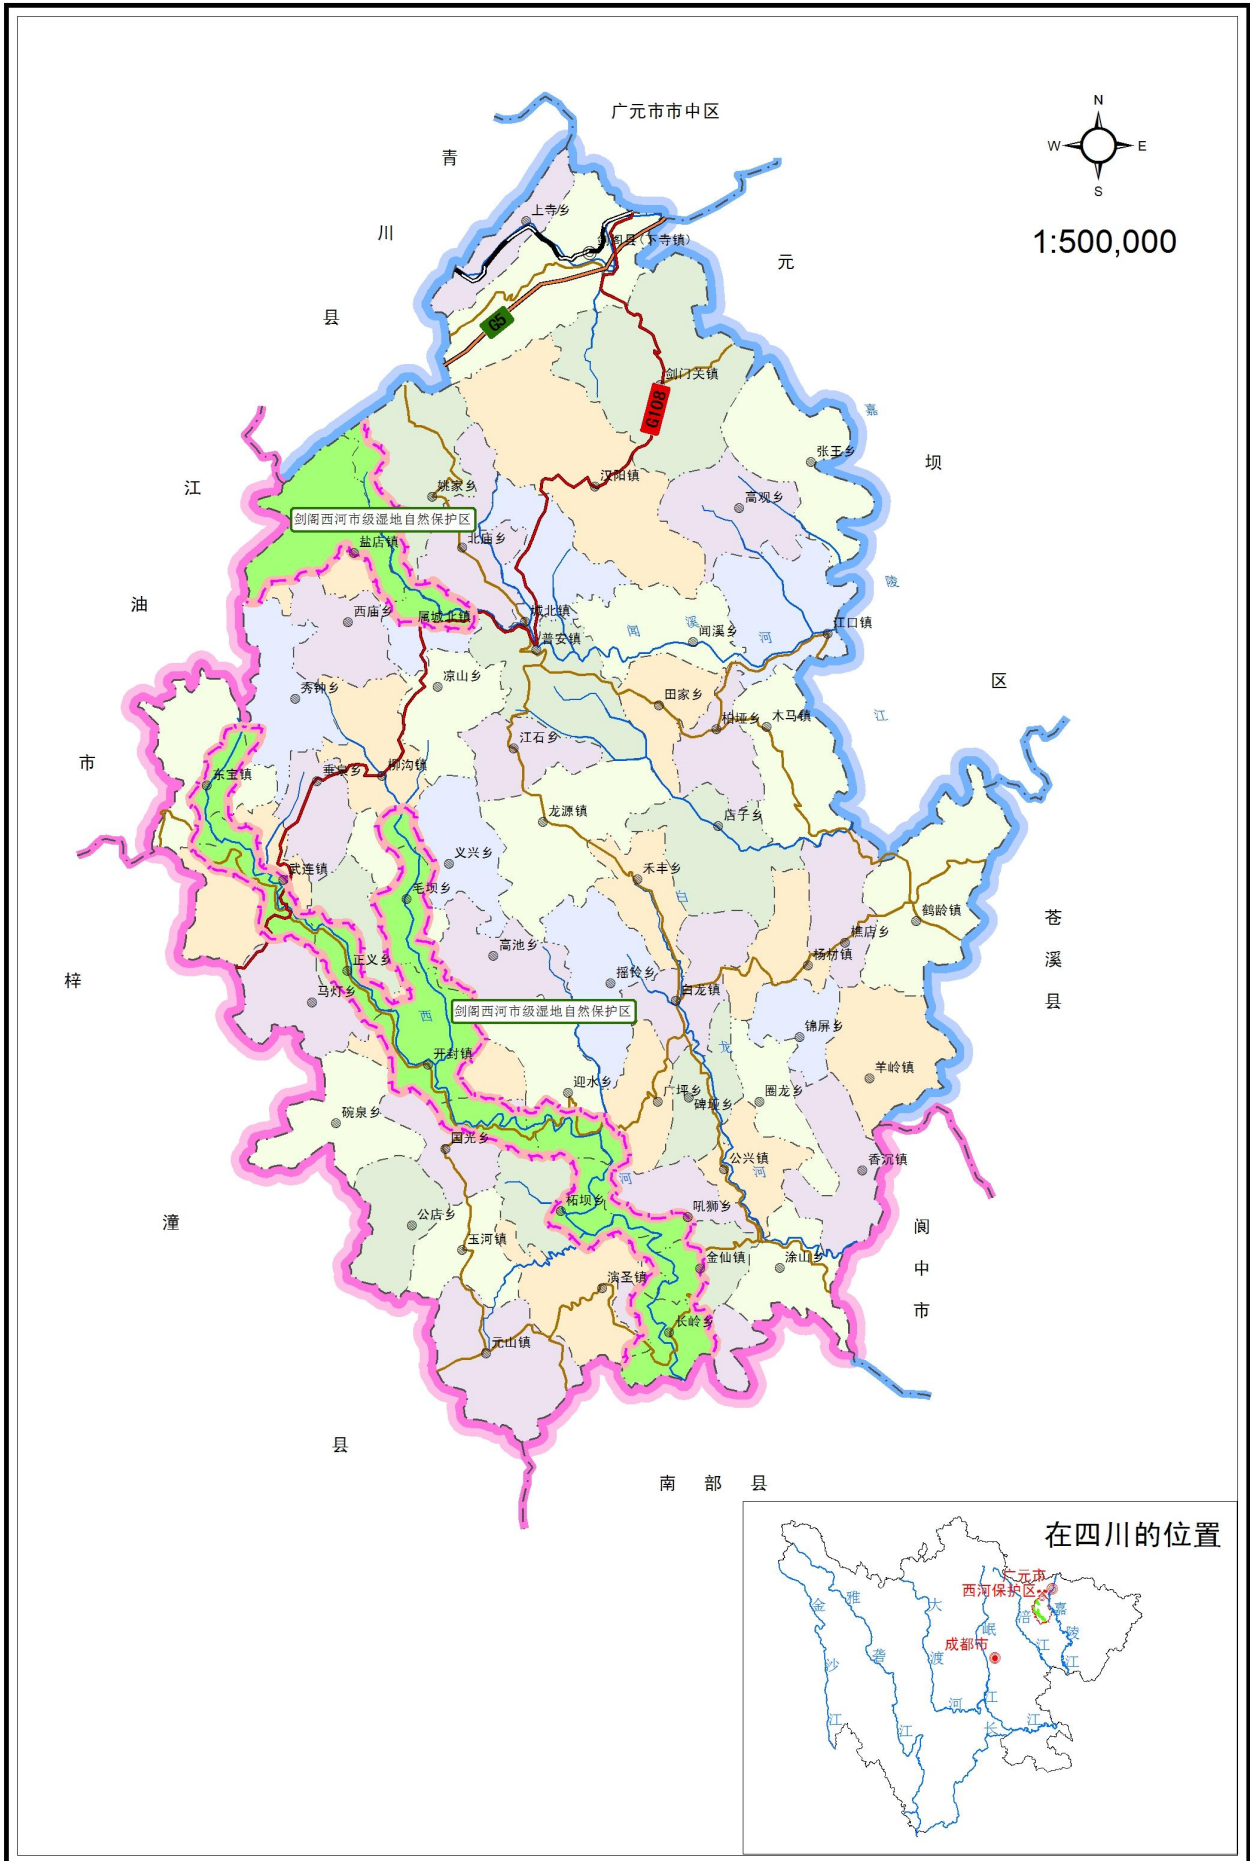 广元市市中区
青川县
元坝区
江油市
梓潼县
苍溪县
阆中市
南部县
N
W
E
S
1:500,000
上寺乡
剑阁县(下寺镇)
G5
剑门关镇
G108
张王乡
汉阳镇
高观乡
姚家乡
剑阁西河市级湿地自然保护区
盐店镇
北庙乡
西庙乡
属城北镇
城北镇
普安镇
闻溪河
闻溪乡
江口镇
嘉陵江
凉山乡
秀钟乡
田家乡
柏垭乡
木马镇
江石乡
东宝镇
垂泉乡
柳沟镇
龙源镇
店子乡
义兴乡
武连镇
毛坝乡
禾丰乡
白龙河
鹤龄镇
樵店乡
高池乡
正义乡
马灯乡
摇铃乡
杨村镇
白龙镇
剑阁西河市级湿地自然保护区
西河
锦屏乡
开封镇
羊岭镇
迎水乡
广坪乡
碑垭乡
圈龙乡
碗泉乡
国光乡
公兴镇
香沉镇
柘坝乡
吼狮乡
公店乡
玉河镇
金仙镇
涂山乡
演圣镇
长岭乡
元山镇
在四川的位置
广元市
西河保护区
成都市
金沙江
雅砻江
大渡河
岷江
涪江
嘉陵江
长江